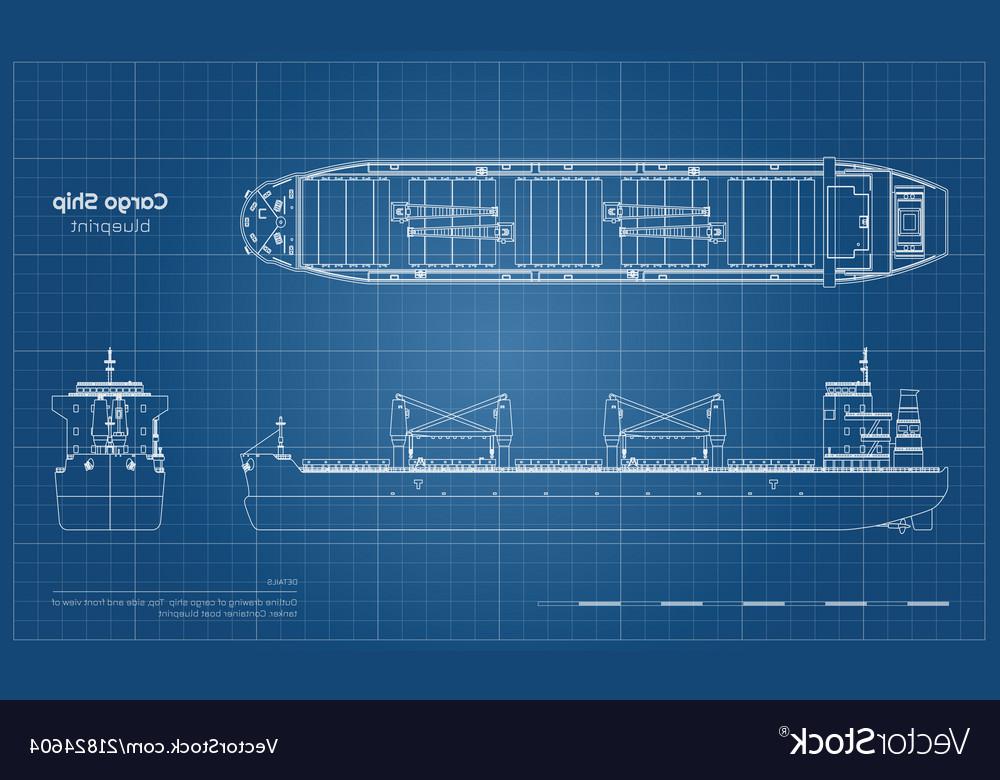 Cargo Ship
blueprint
DETAILS
Outline drawing of cargo ship. Top, side and front view of
tanker. Container boat blueprint
VectorStock®
VectorStock.com/21824604